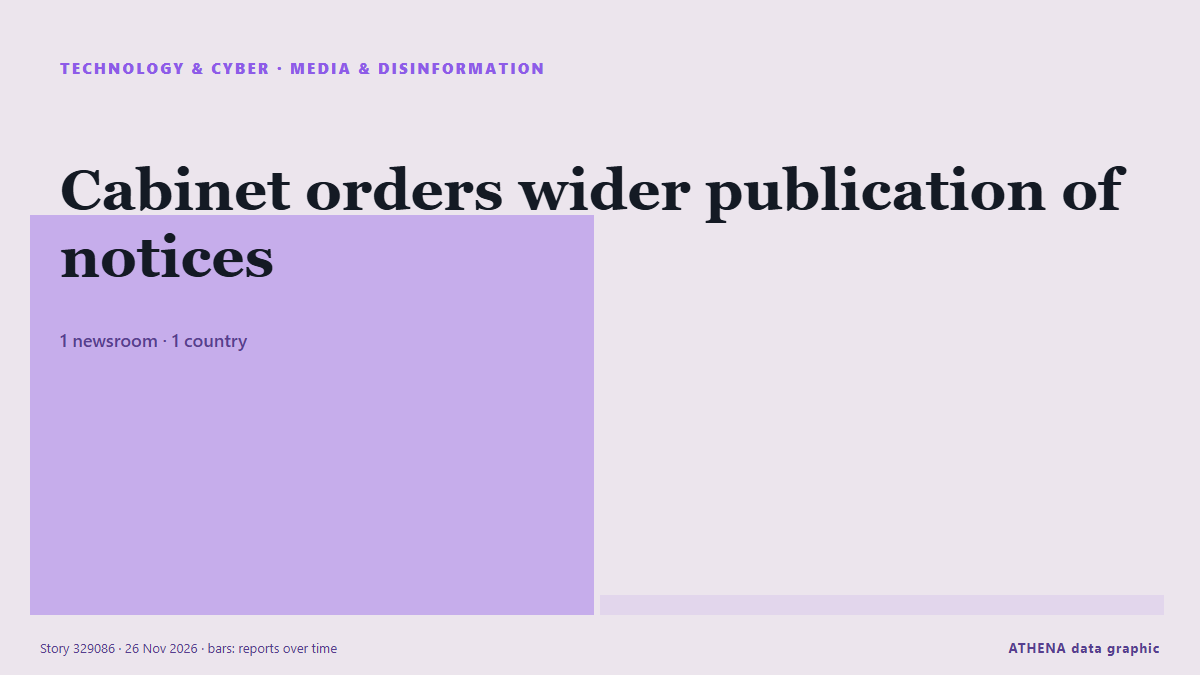 TECHNOLOGY & CYBER · MEDIA & DISINFORMATION
Cabinet orders wider publication of
notices
1 newsroom · 1 country
Story 329086 · 26 Nov 2026 · bars: reports over time
ATHENA data graphic